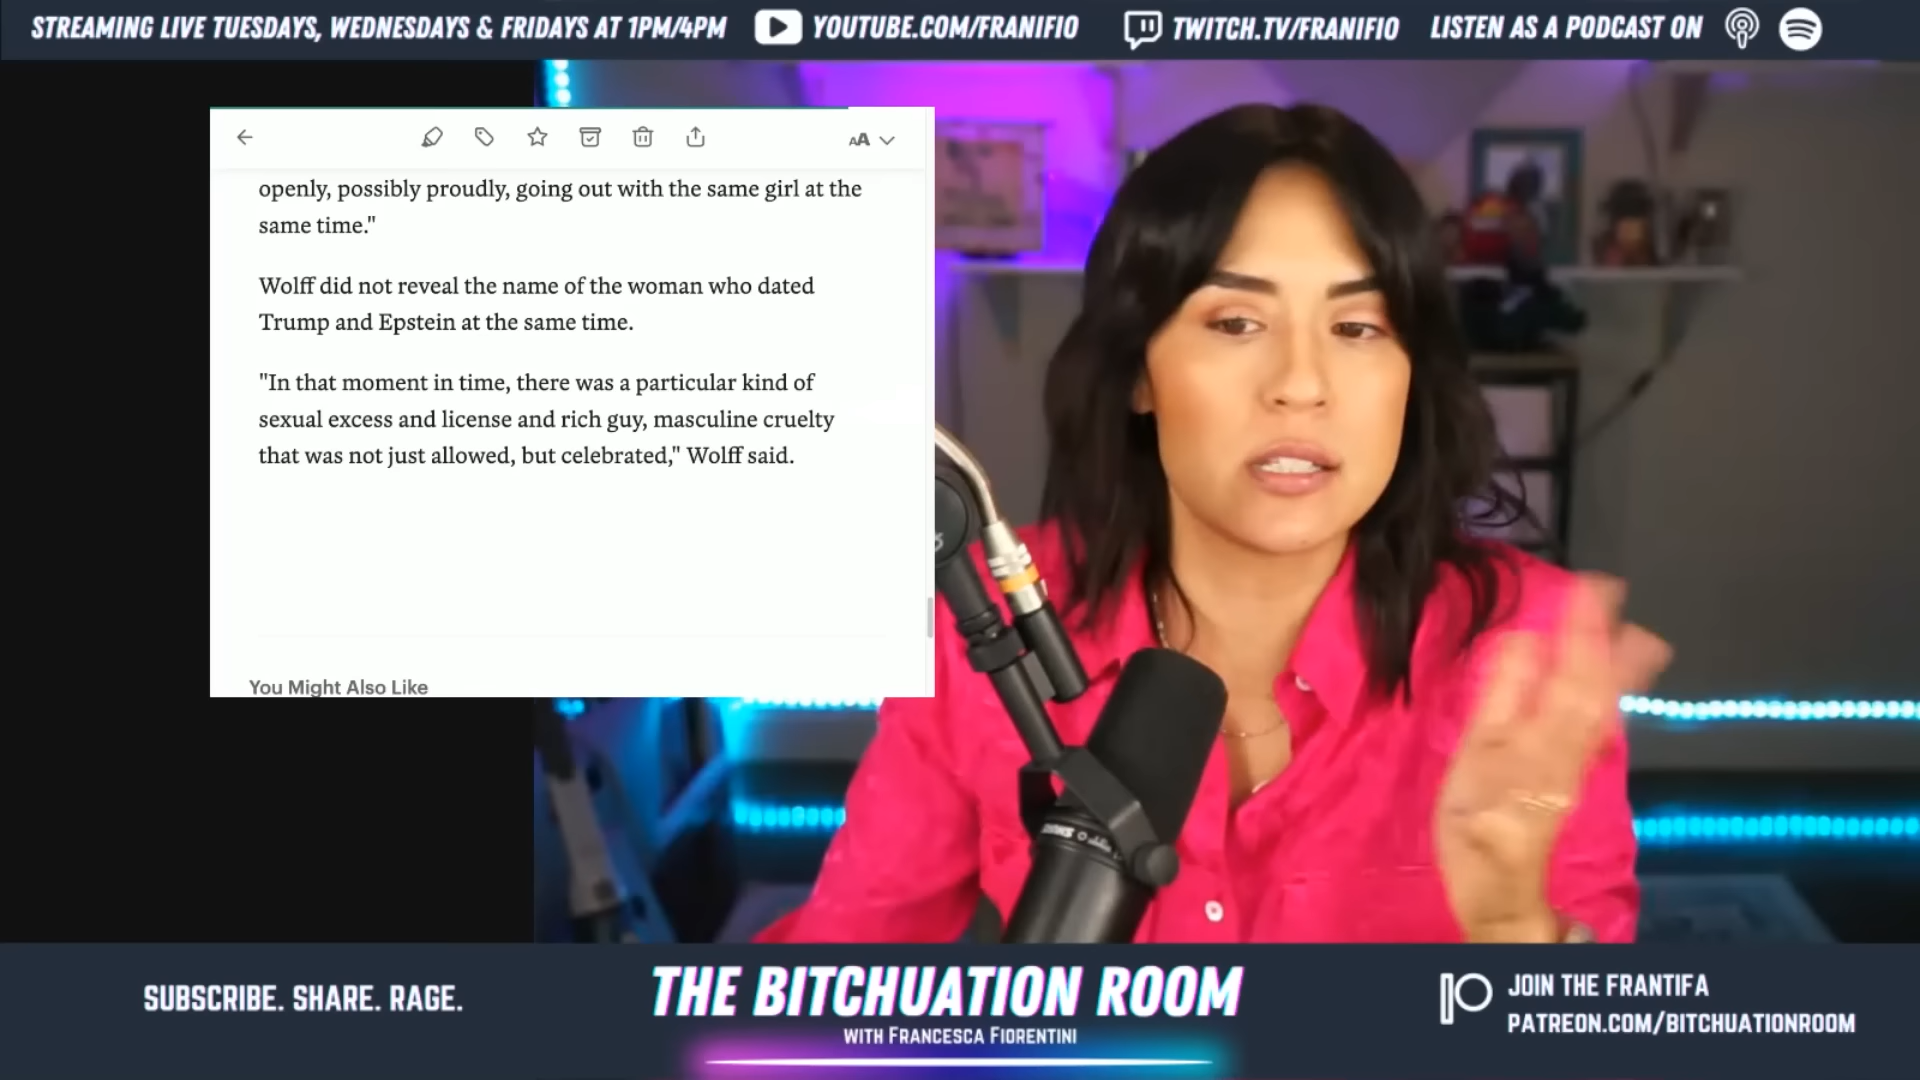 STREAMING LIVE TUESDAYS, WEDNESDAYS & FRIDAYS AT 1PM/4PM YOUTUBE.COM/FRANIFIO TWITCH.TV/FRANIFIO LISTEN AS A PODCAST ON
AA
openly, possibly proudly, going out with the same girl at the
same time."
Wolff did not reveal the name of the woman who dated
Trump and Epstein at the same time.
"In that moment in time, there was a particular kind of
sexual excess and license and rich guy, masculine cruelty
that was not just allowed, but celebrated," Wolff said.
You Might Also Like
SUBSCRIBE. SHARE. RAGE.
THE BITCHUATION ROOM
WITH FRANCESCA FIORENTINI
JOIN THE FRANTIFA
PATREON.COM/BITCHUATIONROOM